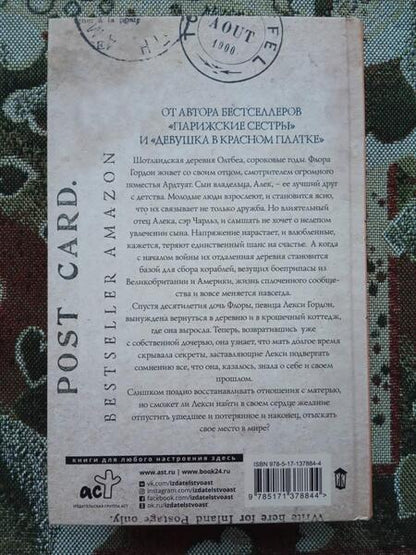 AOUT
1900
FEL
ОТ АВТОРА БЕСТСЕЛЛЕРОВ
«ПАРИЖСКИЕ СЕСТРЫ»
И «ДЕВУШКА В КРАСНОМ ПЛАТКЕ»
Шотландская деревня Олтбеа, сороковые годы. Флора
Гордон живет со своим отцом, смотрителем огромного
поместья Ардтуат. Сын владельца, Алек, – ее лучший друг
с детства. Молодые люди взрослеют, и становится ясно,
что их связывает не только дружба. Но влиятельный
отец Алека, сэр Чарльз, и слышать не хочет о нелепом
увлечении сына. Напряжение нарастает, и влюбленные,
кажется, теряют единственный шанс на счастье. А когда
с началом войны их отдаленная деревня становится
базой для сбора кораблей, везущих боеприпасы из
Великобритании и Америки, жизнь сплоченного сообще-
ства и вовсе меняется навсегда.
Спустя десятилетия дочь Флоры, певица Лекси Гордон,
вынуждена вернуться в деревню и в крошечный коттедж,
где она выросла. Теперь, возвратившись уже
с собственной дочерью, она узнает, что мать долгое время
скрывала секреты, заставляющие Лекси подвергать
сомнению все, что она, казалось, знала о себе и своем
прошлом.
Слишком поздно восстанавливать отношения с матерью,
но сможет ли Лекси найти в своем сердце желание
отпустить ушедшее и потерянное и наконец, отыскать
свое место в мире?
POST CARD.
BESTSELLER AMAZON
книги для любого настроения здесь
аст
ИЗДАТЕЛЬСКАЯ ГРУППА АСТ
www.ast.ru | www.book24.ru
vk.com/izdatelstvoast
instagram.com/izdatelstvoast
facebook.com/izdatelstvoast
ok.ru/izdatelstvoast
ISBN 978-5-17-137884-4
9 785171 378844 >
Write here for Inland Postage only.